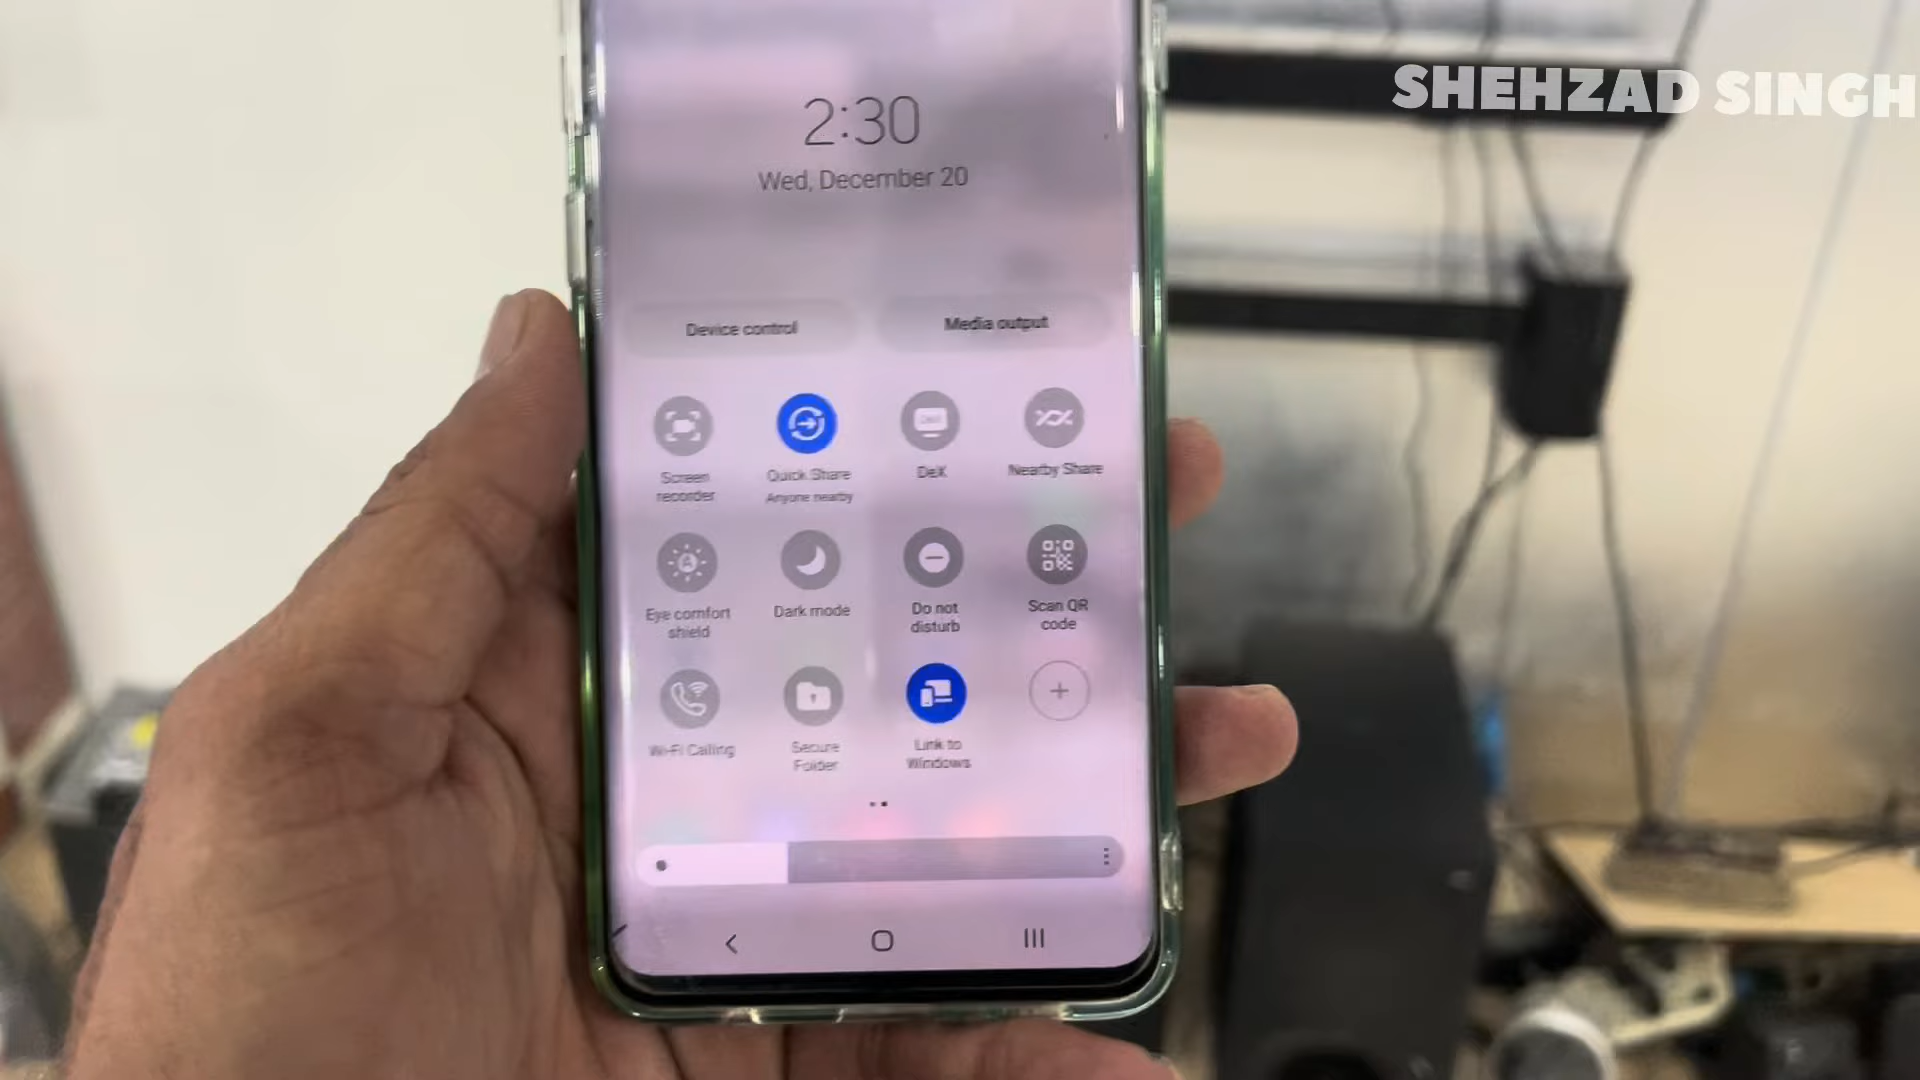 SHEHZAD SINGH
2:30
Wed, December 20
Device control
Media output
Screen
recorder
Quick Share
Anyone nearby
DeX
Nearby Share
Eye comfort
shield
Dark mode
Do not
disturb
Scan QR
code
Wi-Fi Calling
Secure
Folder
Link to
Windows